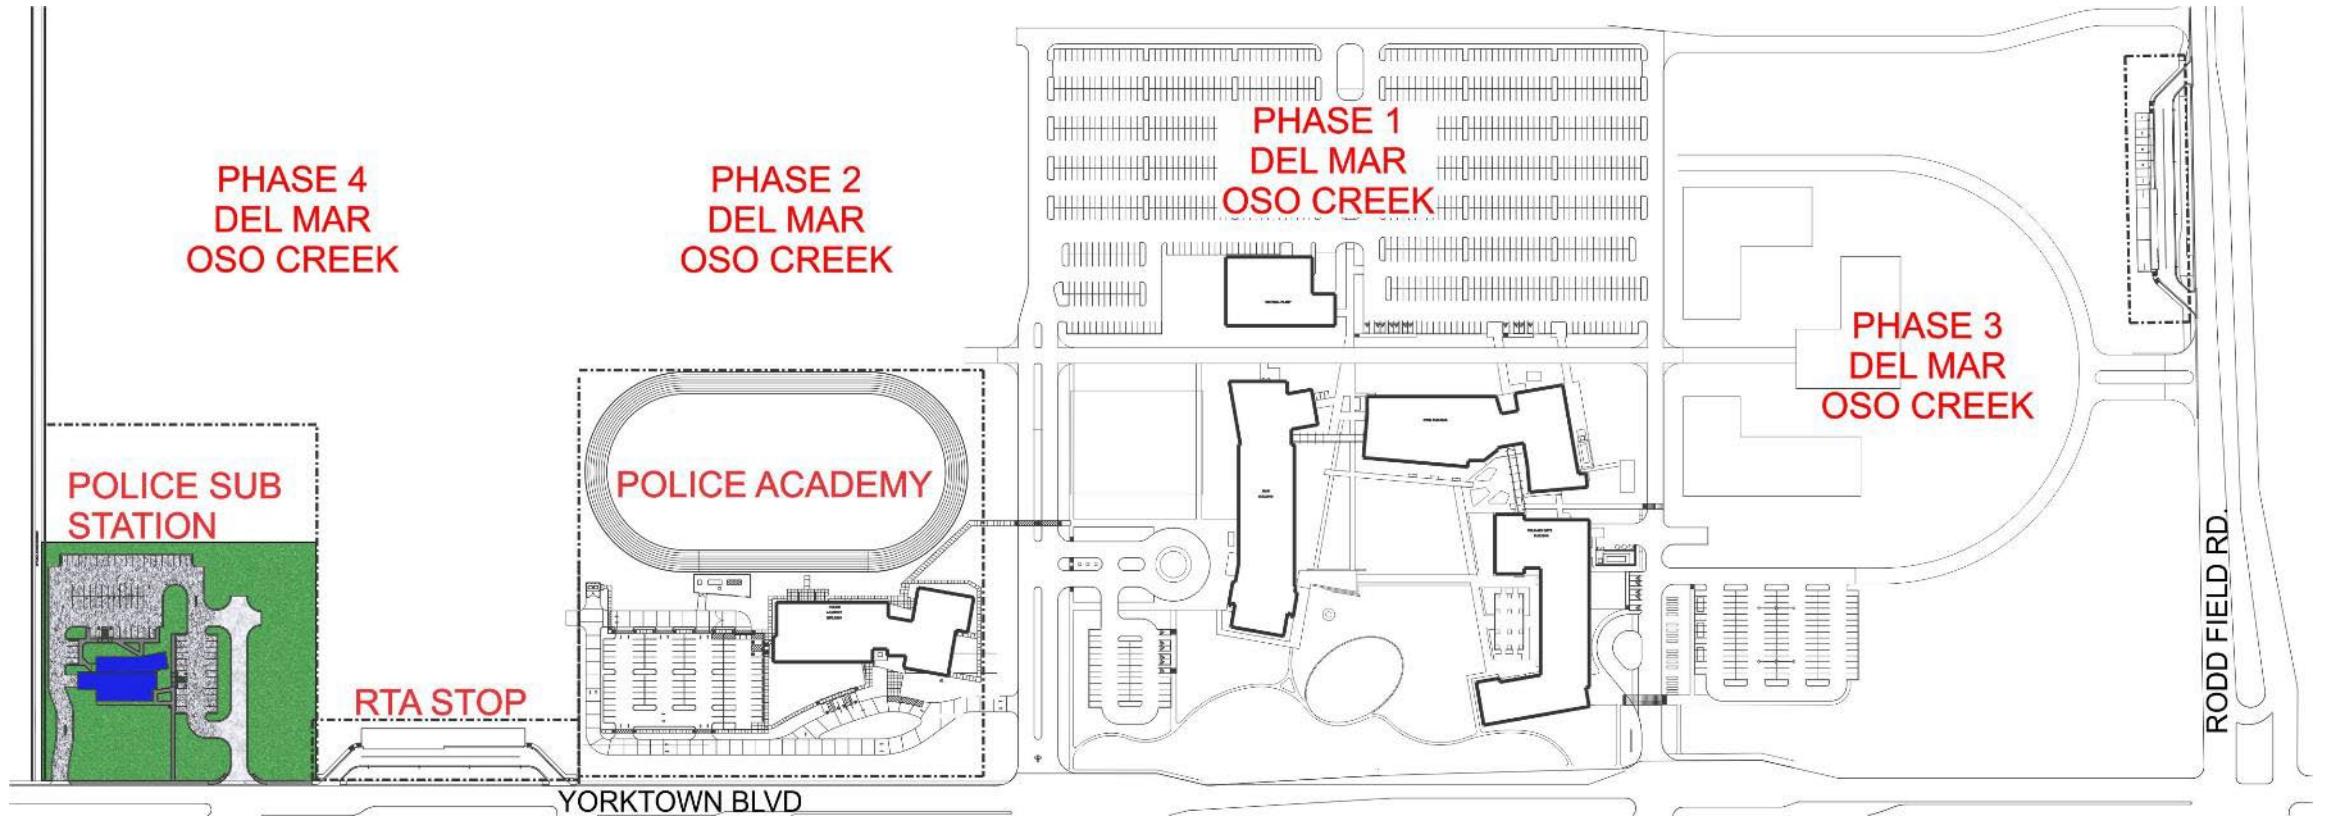 PHASE 4
DEL MAR
OSO CREEK
PHASE 2
DEL MAR
OSO CREEK
PHASE 1
DEL MAR
OSO CREEK
PHASE 3
DEL MAR
OSO CREEK
POLICE SUB
STATION
POLICE ACADEMY
RTA STOP
YORKTOWN BLVD
RODD FIELD RD.